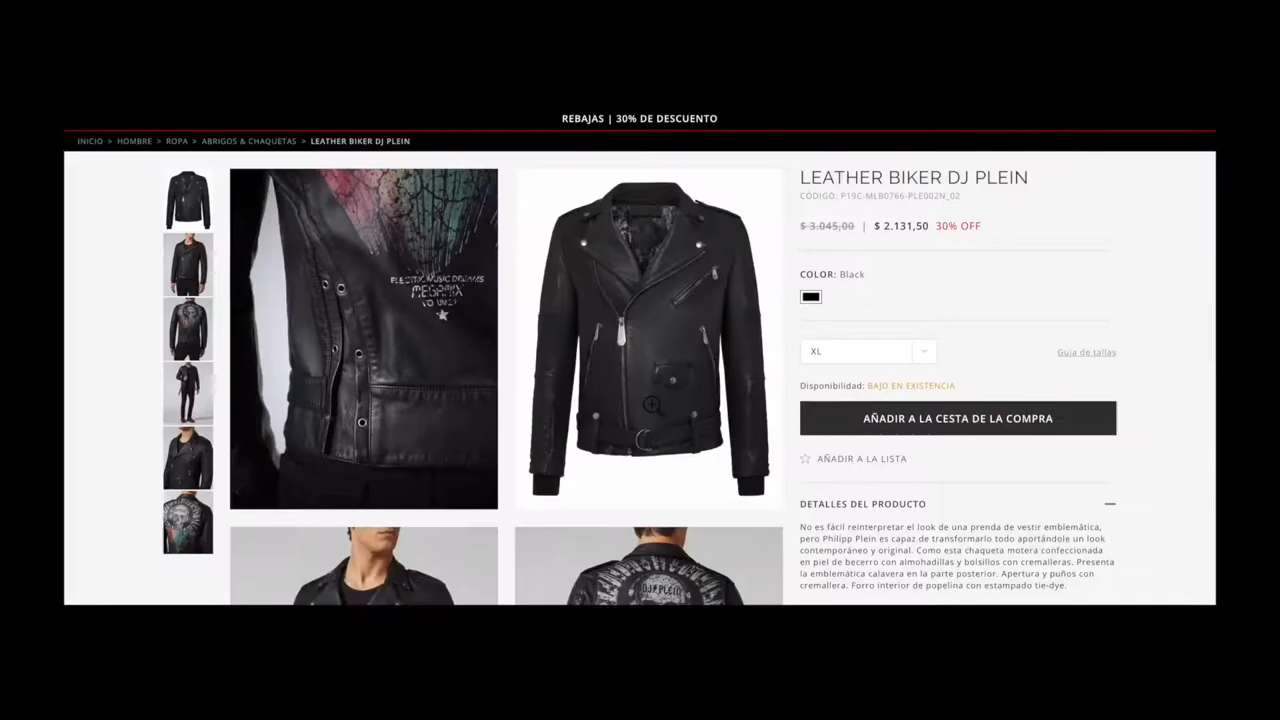 REBAJAS | 30% DE DESCUENTO
INICIO > HOMBRE > ROPA > ABRIGOS & CHAQUETAS > LEATHER BIKER DJ PLEIN
LEATHER BIKER DJ PLEIN
CÓDIGO: P19C-MLB0766-PLE002N_02
$ 3.045,00 | $ 2.131,50 30% OFF
COLOR: Black
XL
Guia de tallas
Disponibilidad: BAJO EN EXISTENCIA
AÑADIR A LA CESTA DE LA COMPRA
AÑADIR A LA LISTA
DETALLES DEL PRODUCTO
No es fácil reinterpretar el look de una prenda de vestir emblemática,
pero Philipp Plein es capaz de transformarlo todo aportándole un look
contemporáneo y original. Como esta chaqueta motera confeccionada
en piel de becerro con almohadillas y bolsillos con cremalleras. Presenta
la emblemática calavera en la parte posterior. Apertura y puños con
cremallera. Forro interior de popelina con estampado tie-dye.
ELECTRIC MUSIC DREAMS
DJ PLEIN